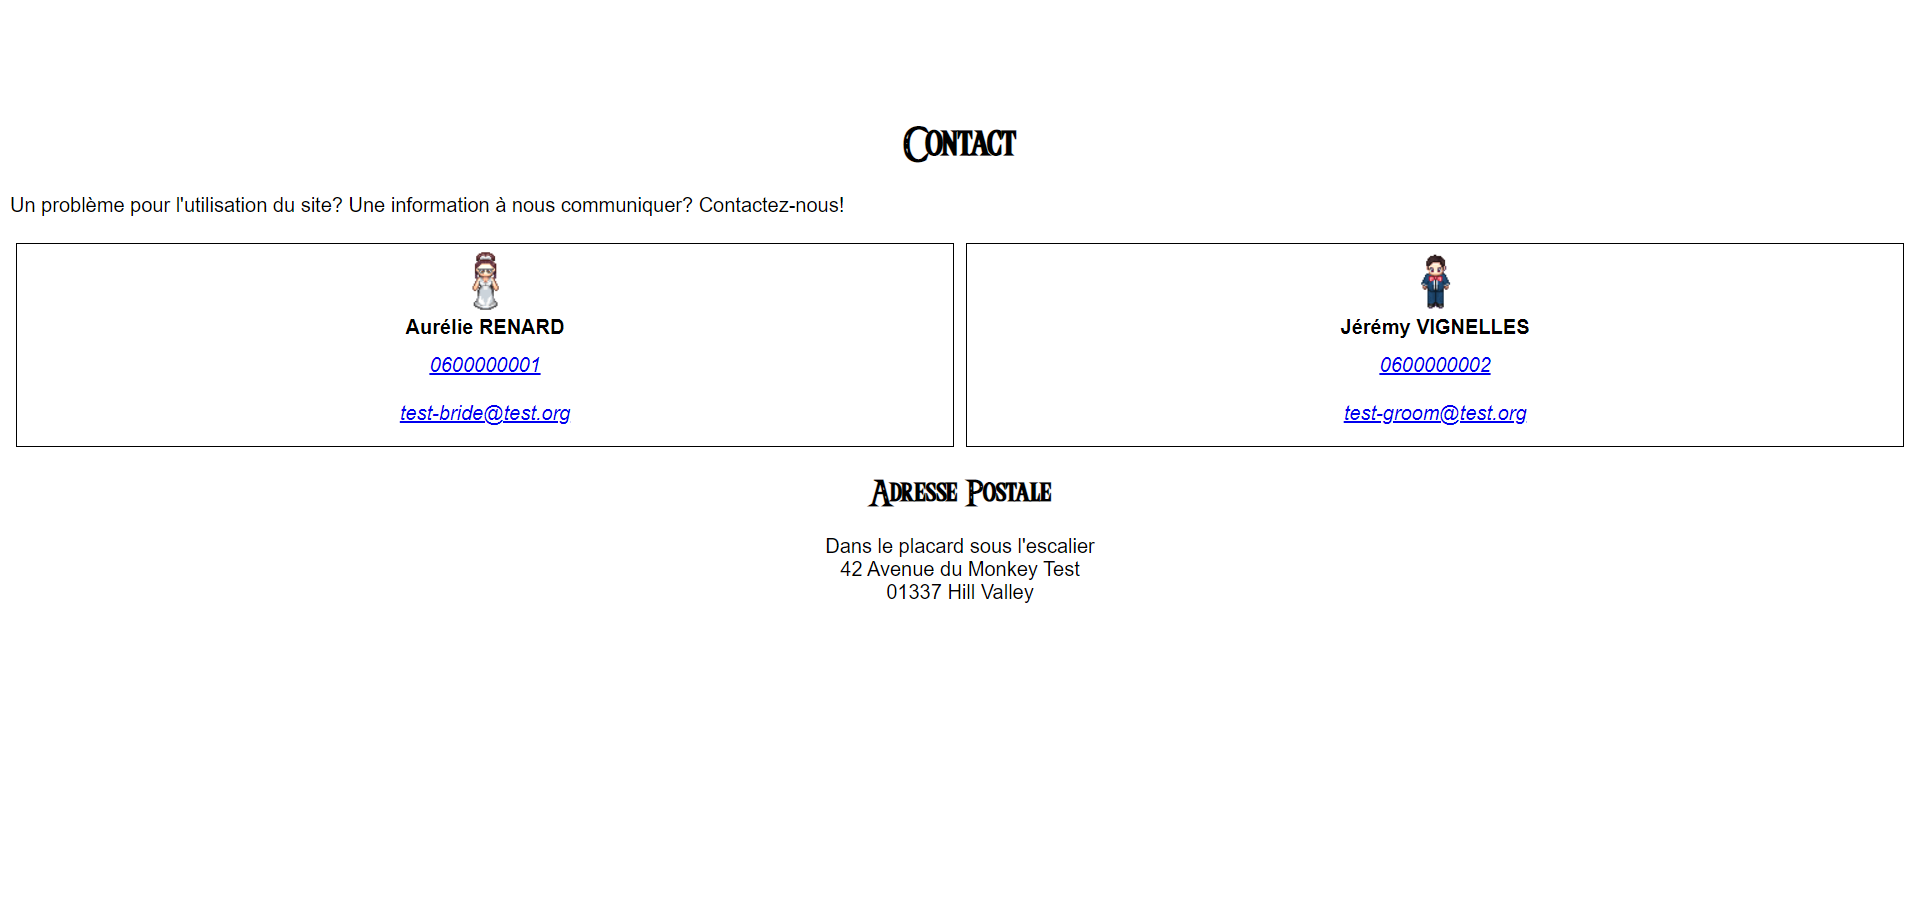 Contact
Un problème pour l'utilisation du site? Une information à nous communiquer? Contactez-nous!
Aurélie RENARD
0600000001
test-bride@test.org
Jérémy VIGNELLES
0600000002
test-groom@test.org
Adresse Postale
Dans le placard sous l'escalier
42 Avenue du Monkey Test
01337 Hill Valley